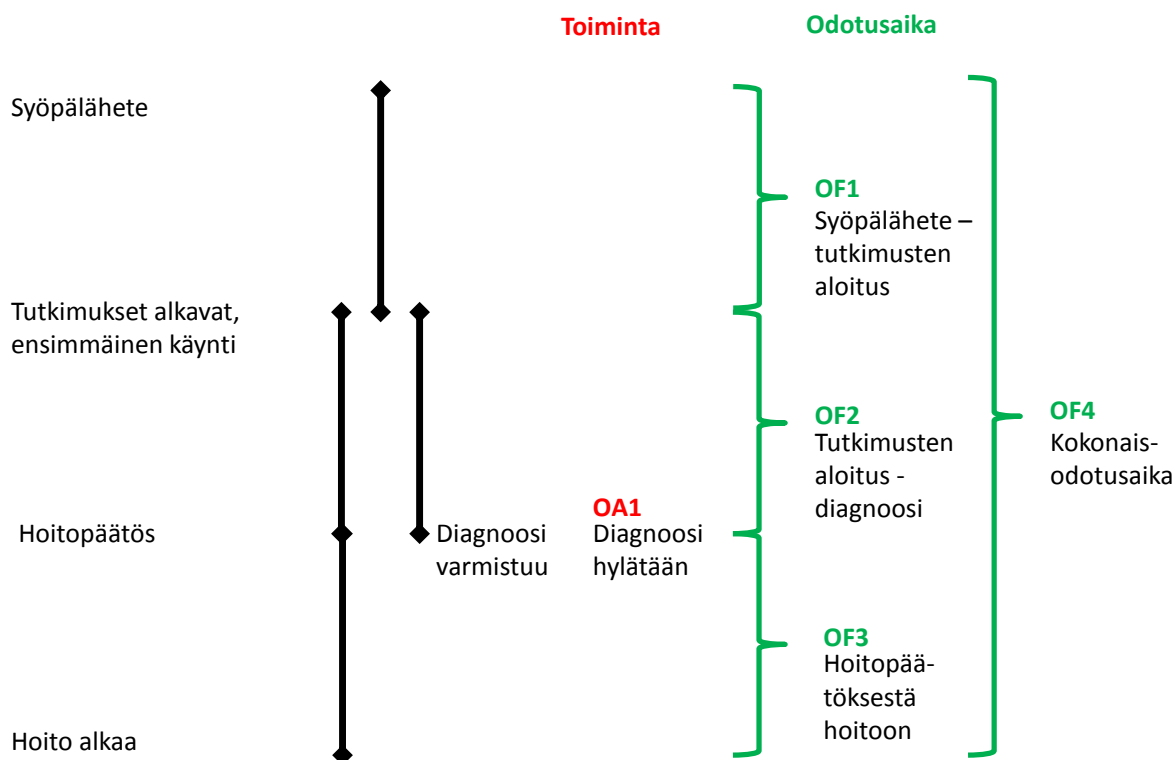 Toiminta
Odotusaika
Syöpälähete
OF1
Syöpälähete –
tutkimusten
aloitus
Tutkimukset alkavat,
ensimmäinen käynti
OF2
Tutkimusten
aloitus -
diagnoosi
OF4
Kokonais-
odotusaika
Hoitopäätös
Diagnoosi
varmistuu
OA1
Diagnoosi
hylätään
OF3
Hoitopää-
töksestä
hoitoon
Hoito alkaa